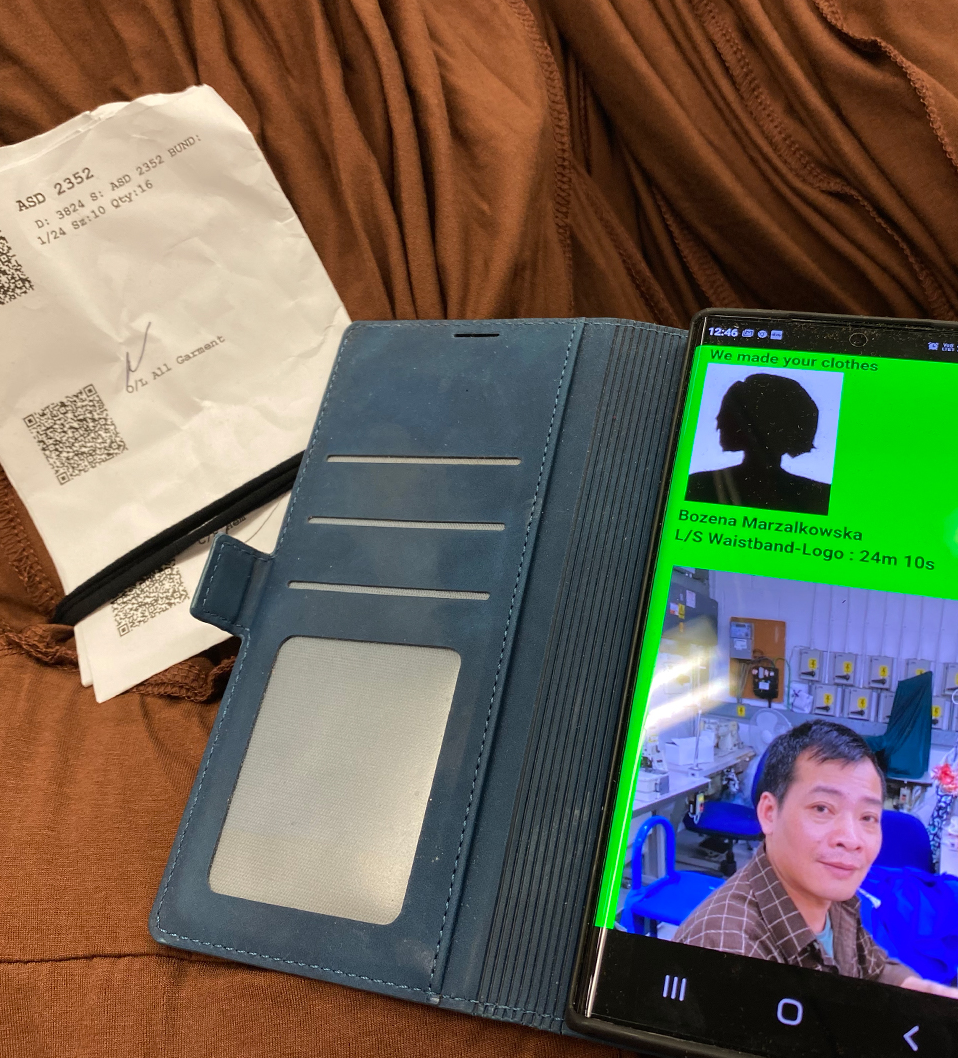 ASD 2352
D: 3824 S: ASD 2352 BUND:
1/24 Sz:10 Qty:16
O/L All Garment
12:46
We made your clothes
Bozena Marzalkowska
L/S Waistband-Logo : 24m 10s